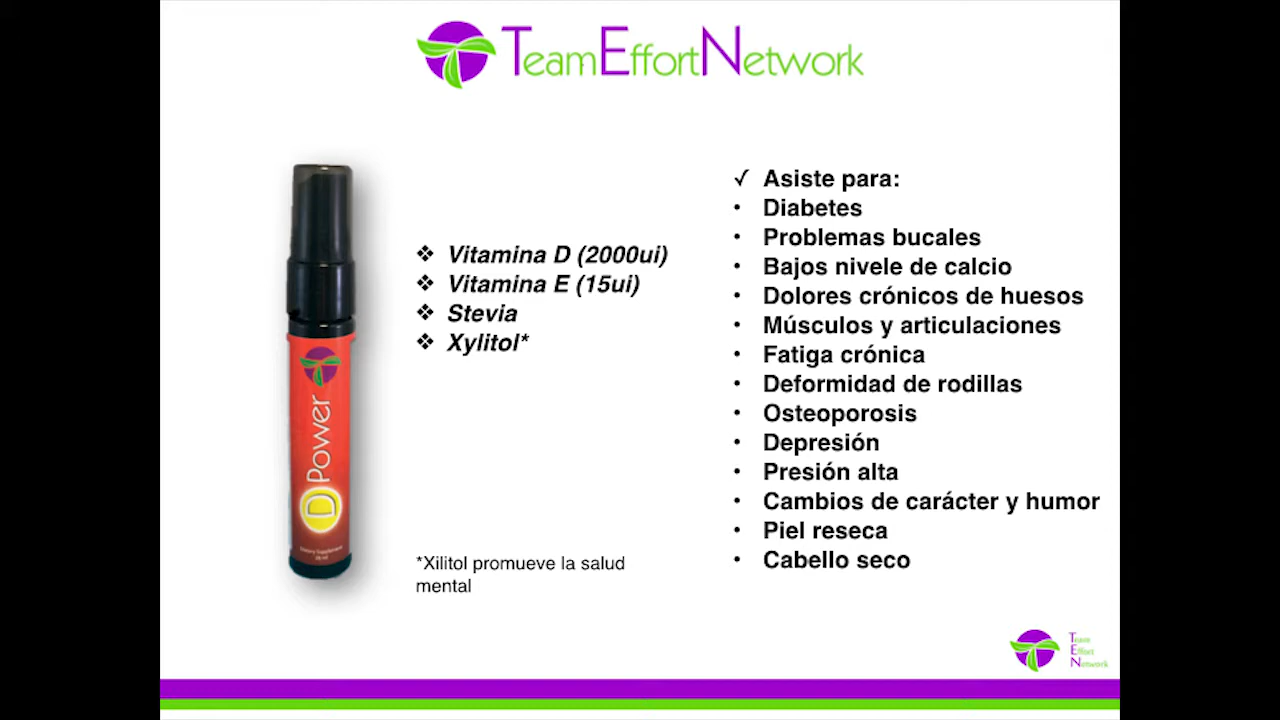 TeamEffortNetwork
❖ Vitamina D (2000ui)
❖ Vitamina E (15ui)
❖ Stevia
❖ Xylitol*
*Xilitol promueve la salud
mental
✓ Asiste para:
• Diabetes
• Problemas bucales
• Bajos nivele de calcio
• Dolores crónicos de huesos
• Músculos y articulaciones
• Fatiga crónica
• Deformidad de rodillas
• Osteoporosis
• Depresión
• Presión alta
• Cambios de carácter y humor
• Piel reseca
• Cabello seco
D Power
Dietary Supplement
Team
Effort
Network